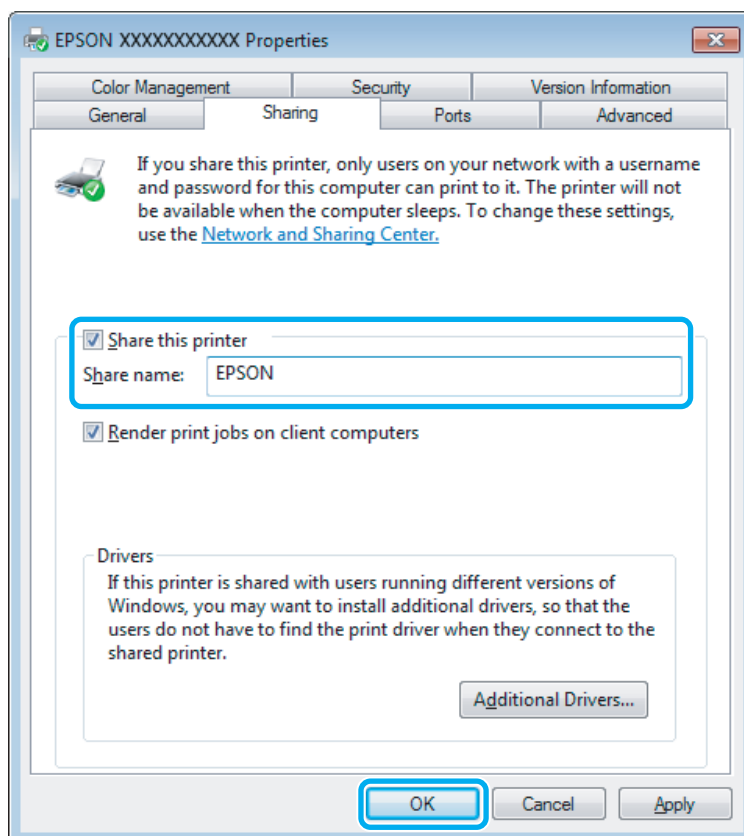 EPSON XXXXXXXXXXX Properties
Color Management Security Version Information
General Sharing Ports Advanced
If you share this printer, only users on your network with a username
and password for this computer can print to it. The printer will not
be available when the computer sleeps. To change these settings,
use the Network and Sharing Center.
Share this printer
Share name: EPSON
Render print jobs on client computers
Drivers
If this printer is shared with users running different versions of
Windows, you may want to install additional drivers, so that the
users do not have to find the print driver when they connect to the
shared printer.
Additional Drivers...
OK Cancel Apply